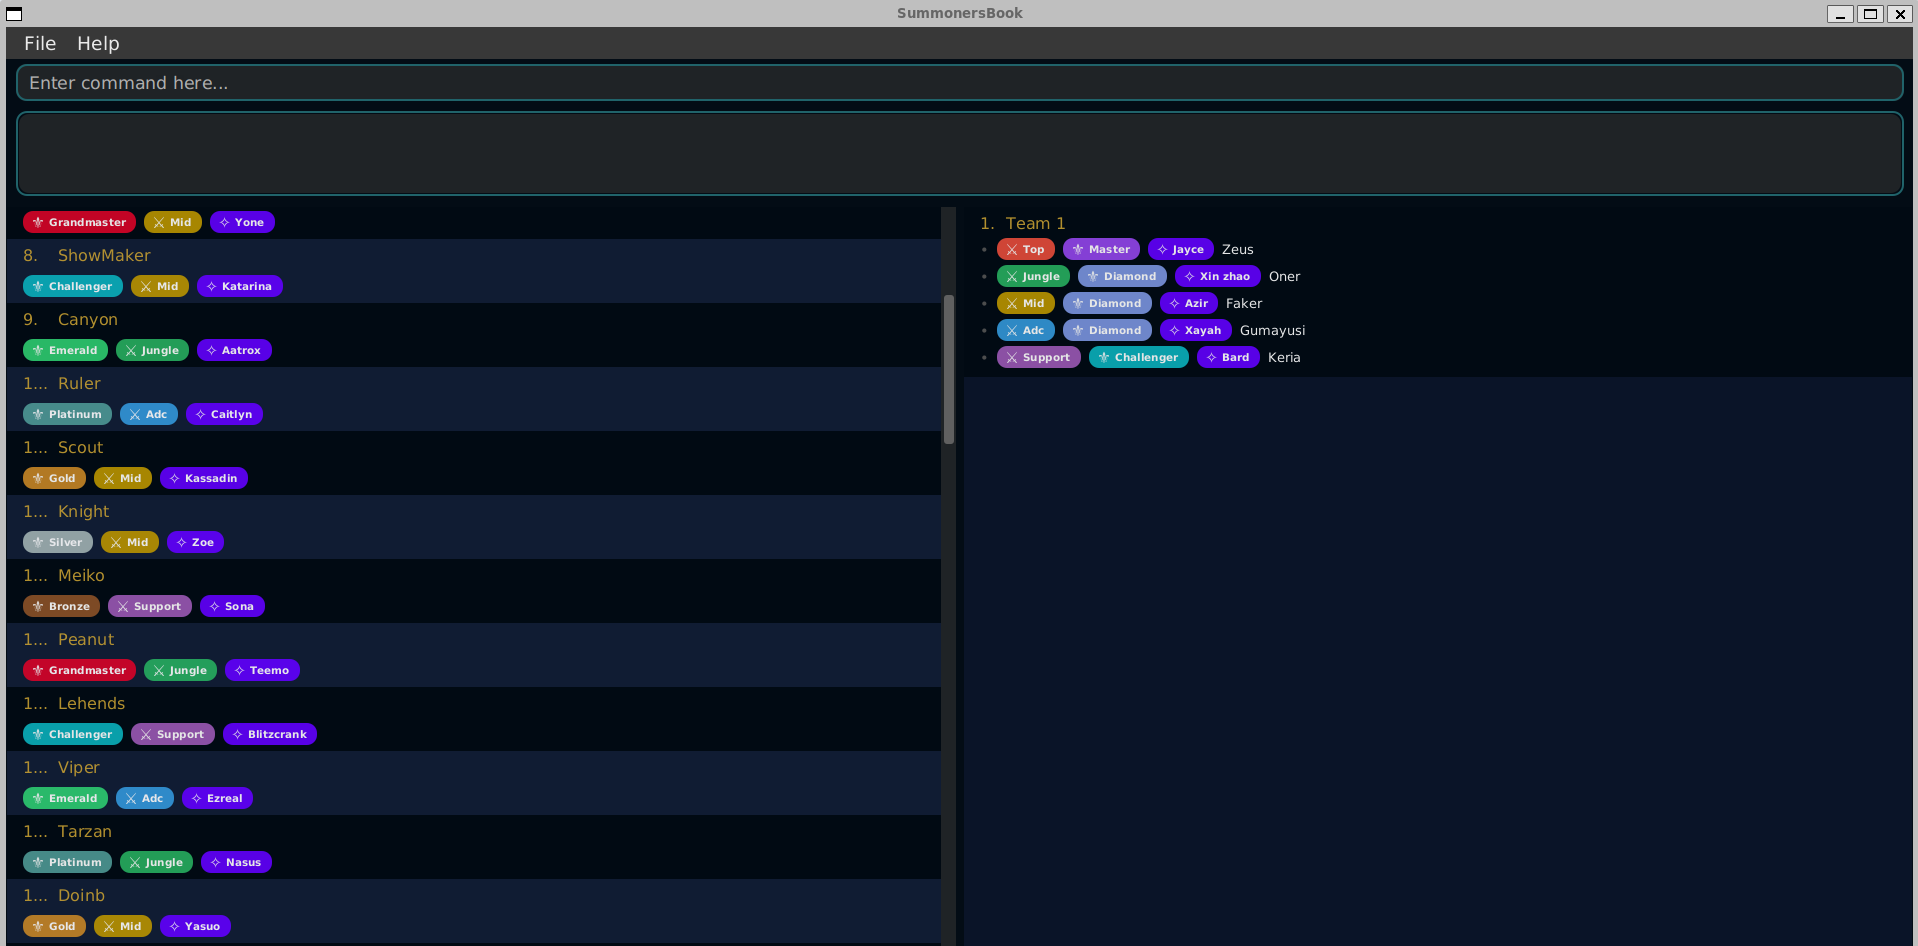 SummonersBook
File Help
Enter command here...
Grandmaster Mid Yone
8. ShowMaker
Challenger Mid Katarina
9. Canyon
Emerald Jungle Aatrox
1... Ruler
Platinum Adc Caitlyn
1... Scout
Gold Mid Kassadin
1... Knight
Silver Mid Zoe
1... Meiko
Bronze Support Sona
1... Peanut
Grandmaster Jungle Teemo
1... Lehends
Challenger Support Blitzcrank
1... Viper
Emerald Adc Ezreal
1... Tarzan
Platinum Jungle Nasus
1... Doinb
Gold Mid Yasuo
1. Team 1
Top Master Jayce Zeus
Jungle Diamond Xin zhao Oner
Mid Diamond Azir Faker
Adc Diamond Xayah Gumayusi
Support Challenger Bard Keria